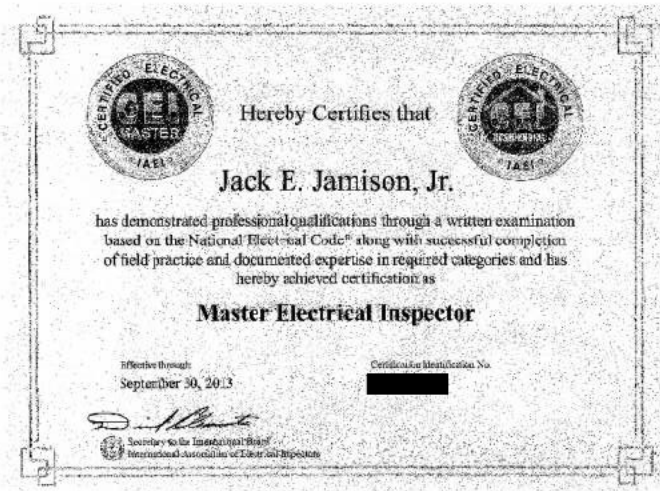 CERTIFIED ELECTRICAL
CEI
MASTER
IAEI
CERTIFIED ELECTRICAL
CEI
RESIDENTIAL
IAEI
Hereby Certifies that
Jack E. Jamison, Jr.
has demonstrated professional qualifications through a written examination
based on the National Electrical Code® along with successful completion
of field practice and documented expertise in required categories and has
hereby achieved certification as
Master Electrical Inspector
Effective through:
September 30, 2013
Certification Identification No.
Secretary to the International Board
International Association of Electrical Inspectors